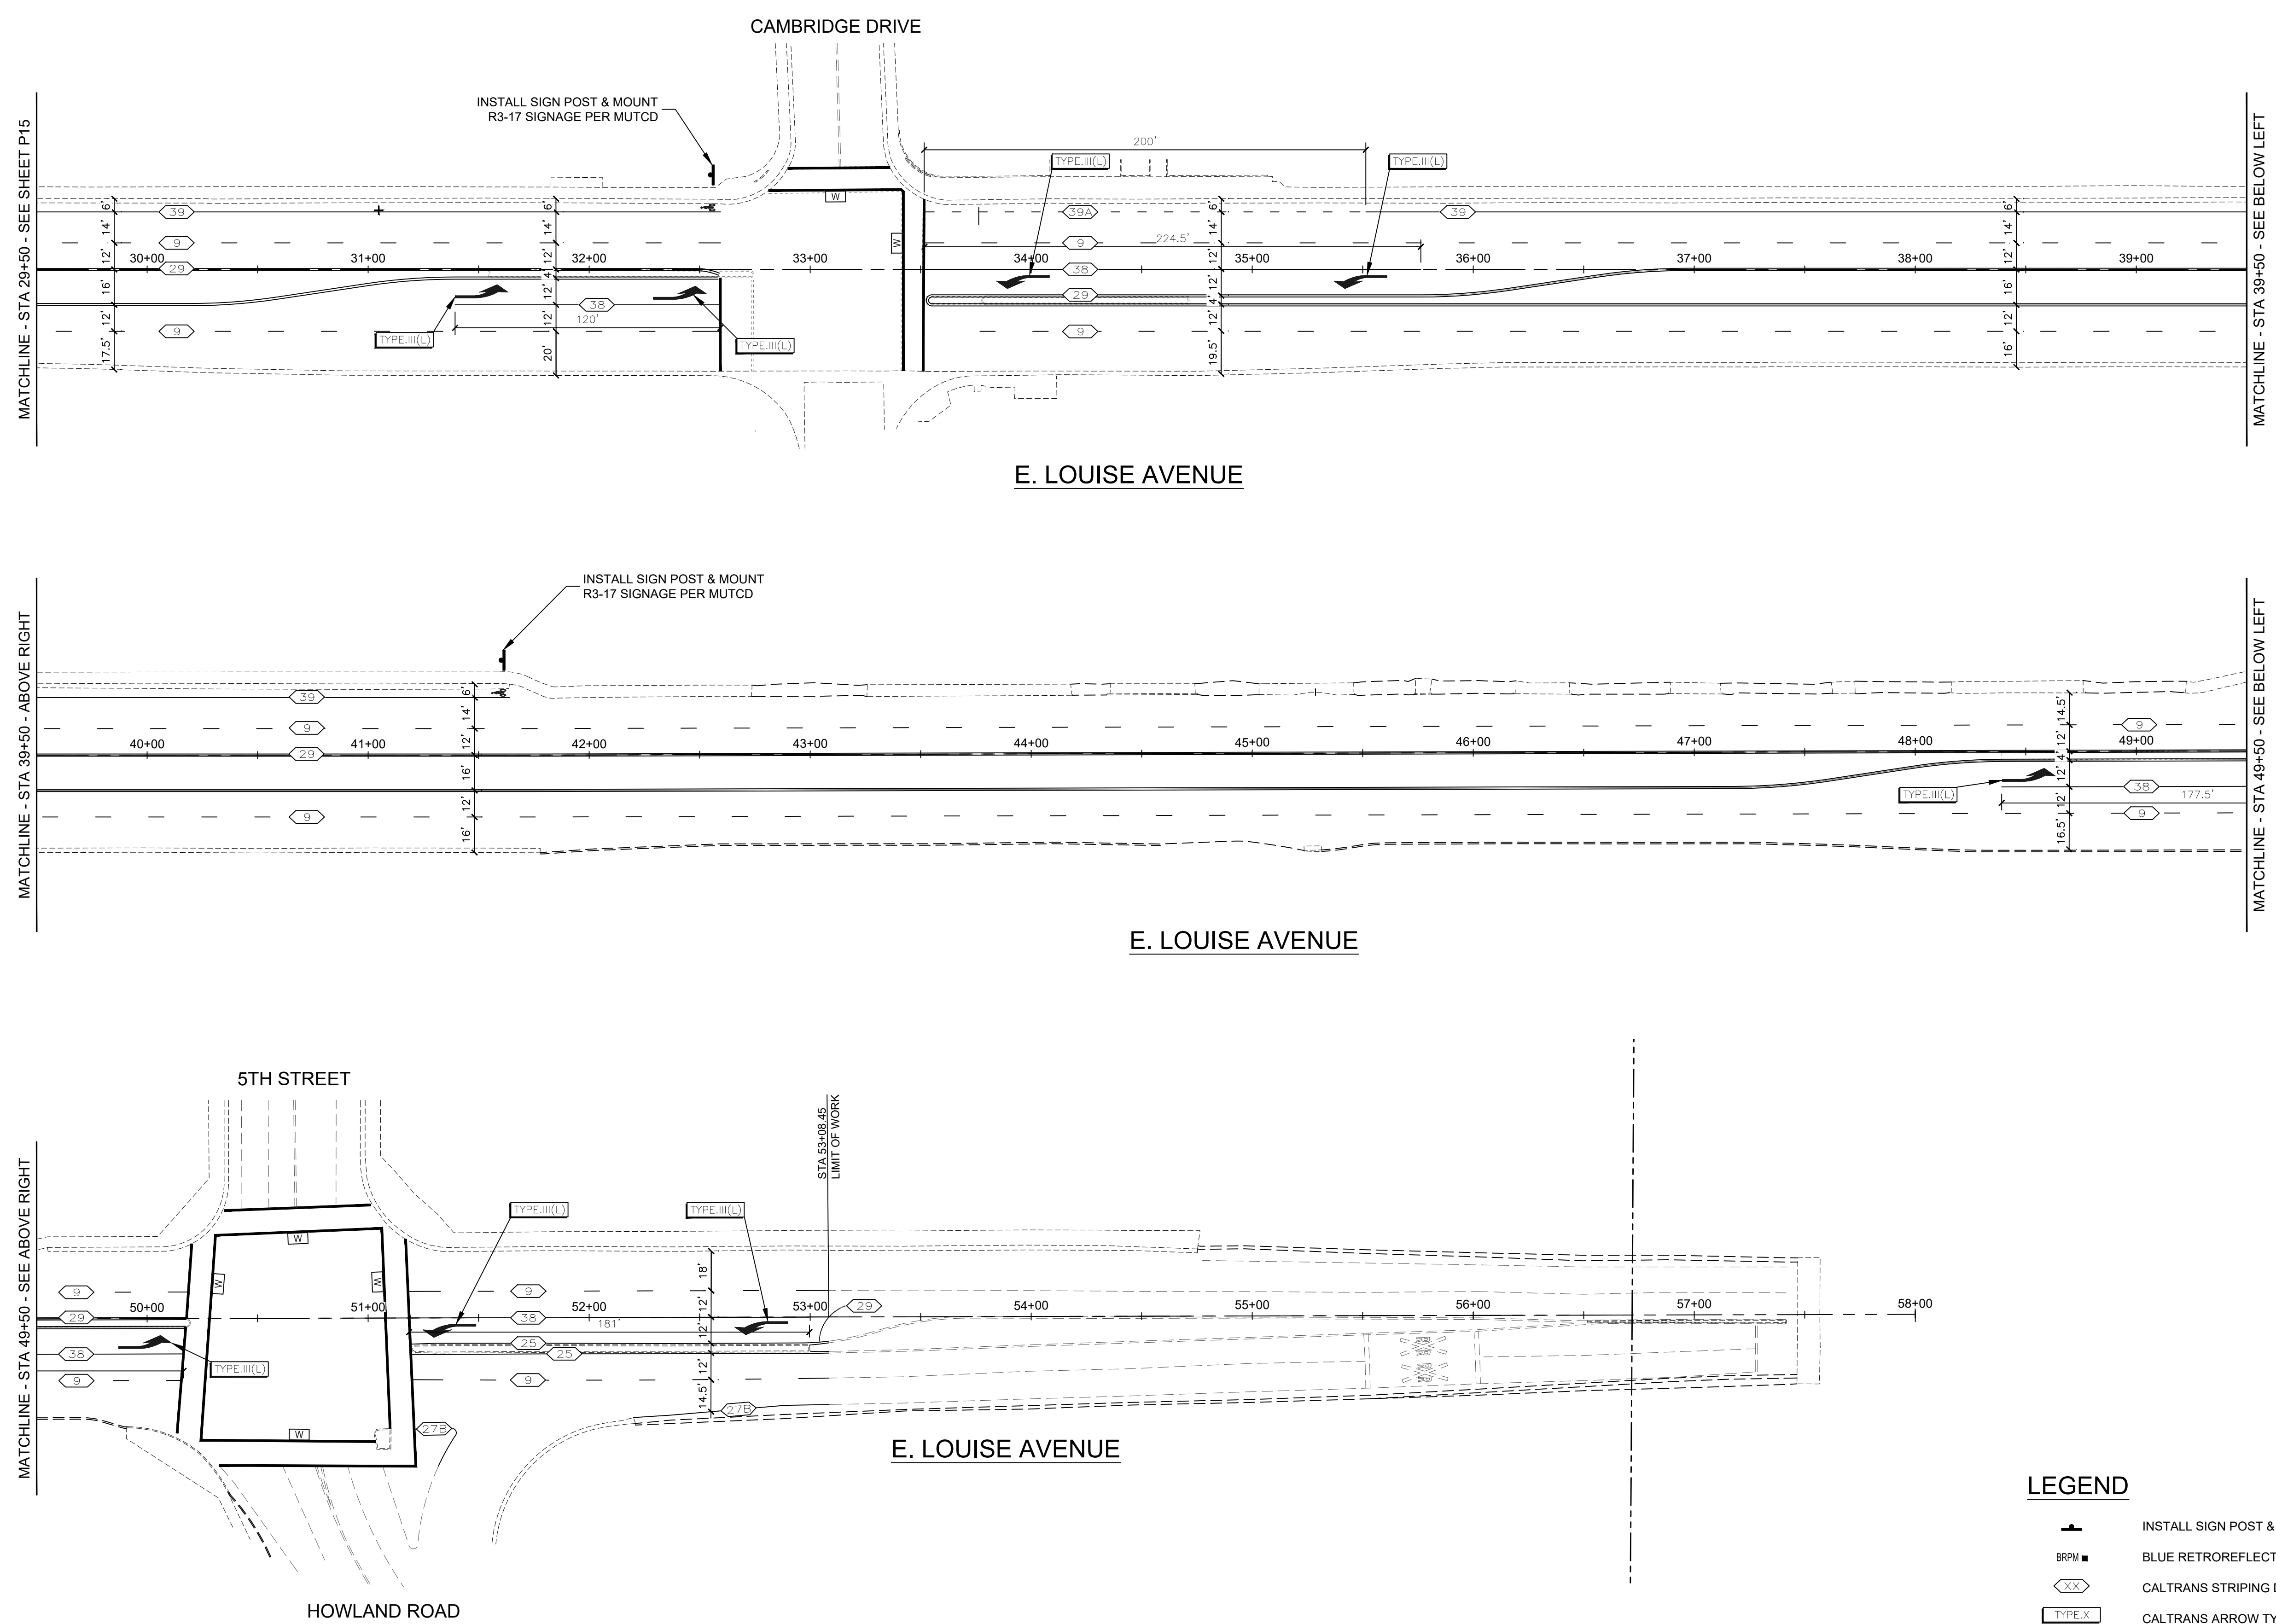 CAMBRIDGE DRIVE
INSTALL SIGN POST & MOUNT
R3-17 SIGNAGE PER MUTCD
MATCHLINE - STA 29+50 - SEE SHEET P15
MATCHLINE - STA 39+50 - SEE BELOW LEFT
200'
TYPE.III(L)
TYPE.III(L)
W
W
39
39A
39
9
9
224.5'
30+00
31+00
32+00
33+00
34+00
35+00
36+00
37+00
38+00
39+00
29
38
29
38
120'
9
9
TYPE.III(L)
TYPE.III(L)
6'
14'
12'
16'
12'
17.5'
6'
14'
12'
4'
12'
12'
20'
6'
14'
12'
12'
4'
12'
19.5'
6'
14'
12'
16'
12'
16'
E. LOUISE AVENUE
INSTALL SIGN POST & MOUNT
R3-17 SIGNAGE PER MUTCD
MATCHLINE - STA 39+50 - ABOVE RIGHT
MATCHLINE - STA 49+50 - SEE BELOW LEFT
39
9
9
40+00
41+00
42+00
43+00
44+00
45+00
46+00
47+00
48+00
49+00
29
TYPE.III(L)
38
177.5'
9
9
6'
14'
12'
16'
12'
16'
14.5'
12'
4'
12'
12'
16.5'
E. LOUISE AVENUE
5TH STREET
STA 53+08.45
LIMIT OF WORK
MATCHLINE - STA 49+50 - SEE ABOVE RIGHT
TYPE.III(L)
TYPE.III(L)
W
W
W
W
9
9
50+00
51+00
52+00
53+00
54+00
55+00
56+00
57+00
58+00
29
38
29
181'
25
25
38
TYPE.III(L)
9
9
27B
27B
18'
12'
12'
12'
14.5'
E. LOUISE AVENUE
HOWLAND ROAD
LEGEND
INSTALL SIGN POST &
BRPM
BLUE RETROREFLECT
XX
CALTRANS STRIPING
TYPE.X
CALTRANS ARROW TY